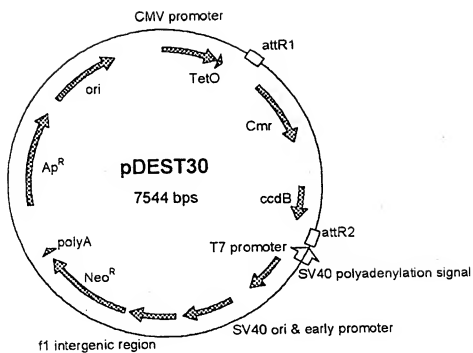 CMV promoter
attR1
TetO
ori
Cmr
Ap^R
pDEST30
7544 bps
ccdB
attR2
T7 promoter
polyA
SV40 polyadenylation signal
Neo^R
SV40 ori & early promoter
f1 intergenic region